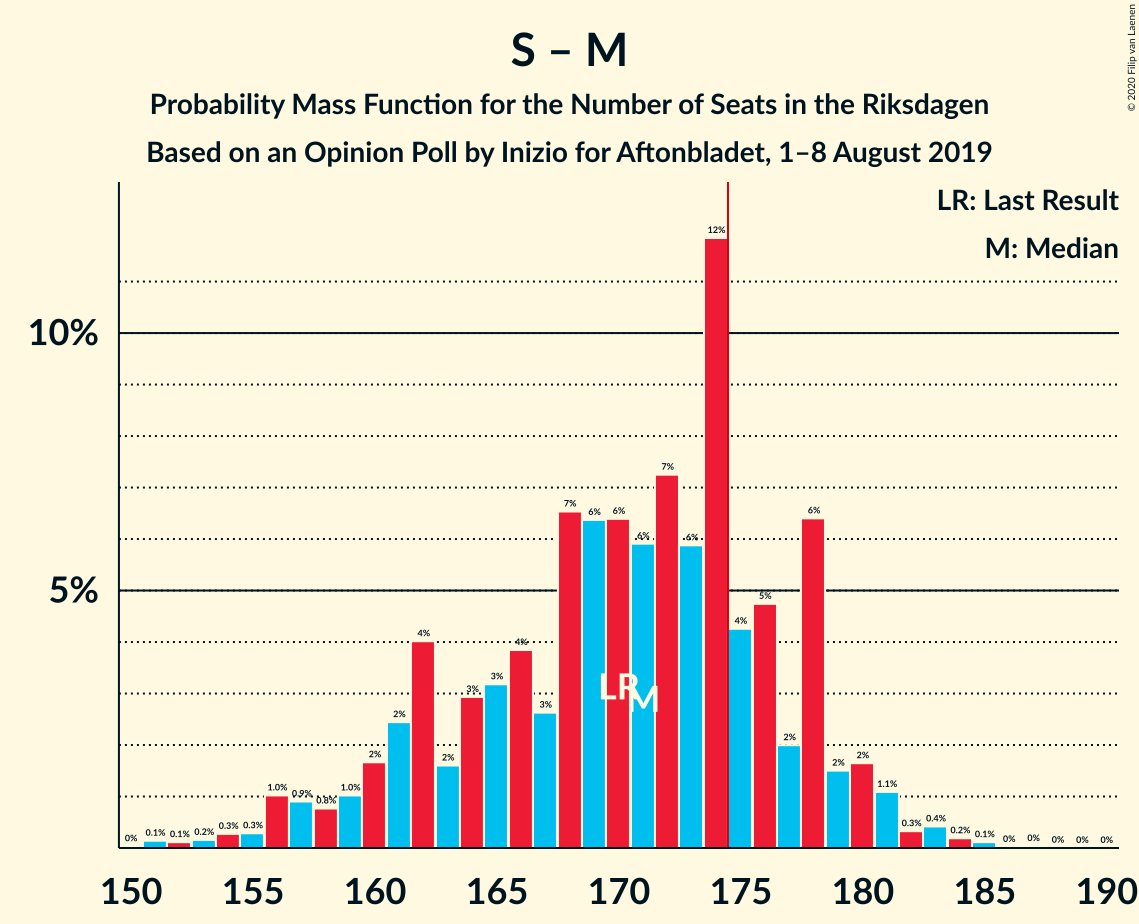 S – M
Probability Mass Function for the Number of Seats in the Riksdagen
Based on an Opinion Poll by Inizio for Aftonbladet, 1–8 August 2019
© 2020 Filip van Laenen
LR: Last Result
M: Median
10%
5%
0% 0.1% 0.1% 0.2% 0.3% 0.3% 1.0% 0.9% 0.8% 1.0% 2% 2% 4% 2% 3% 3% 4% 3% 7% 6% 6% 6% 7% 6% 12% 4% 5% 2% 6% 2% 2% 1.1% 0.3% 0.4% 0.2% 0.1% 0% 0% 0% 0% 0%
LR M
150 155 160 165 170 175 180 185 190